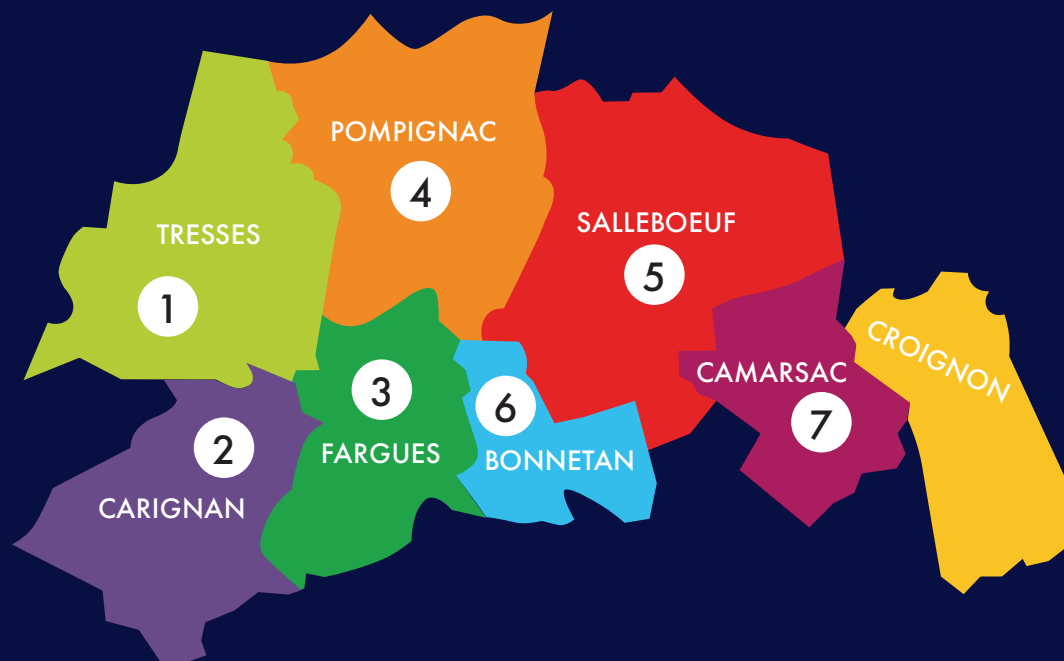 TRESSES
1
CARIGNAN
2
3
FARGUES
POMPIGNAC
4
SALLEBOEUF
5
6
BONNETAN
CAMARSAC
7
CROIGNON